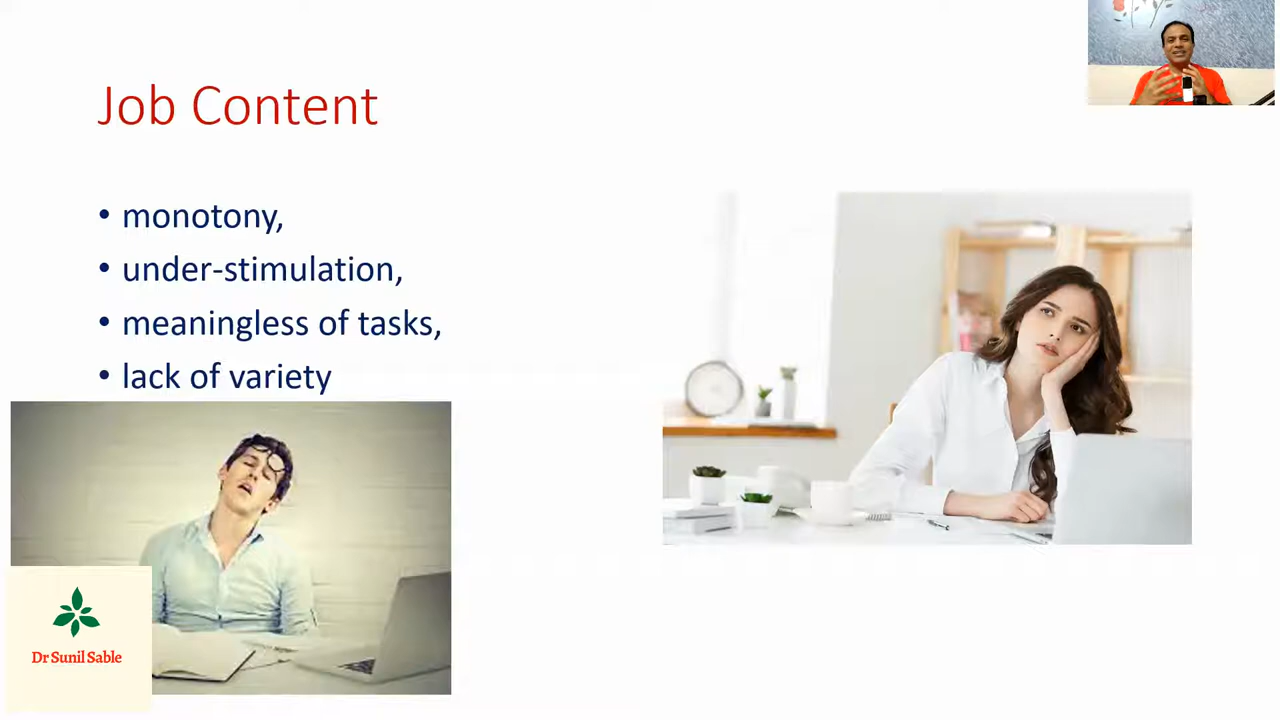 Job Content
• monotony,
• under-stimulation,
• meaningless of tasks,
• lack of variety
Dr Sunil Sable